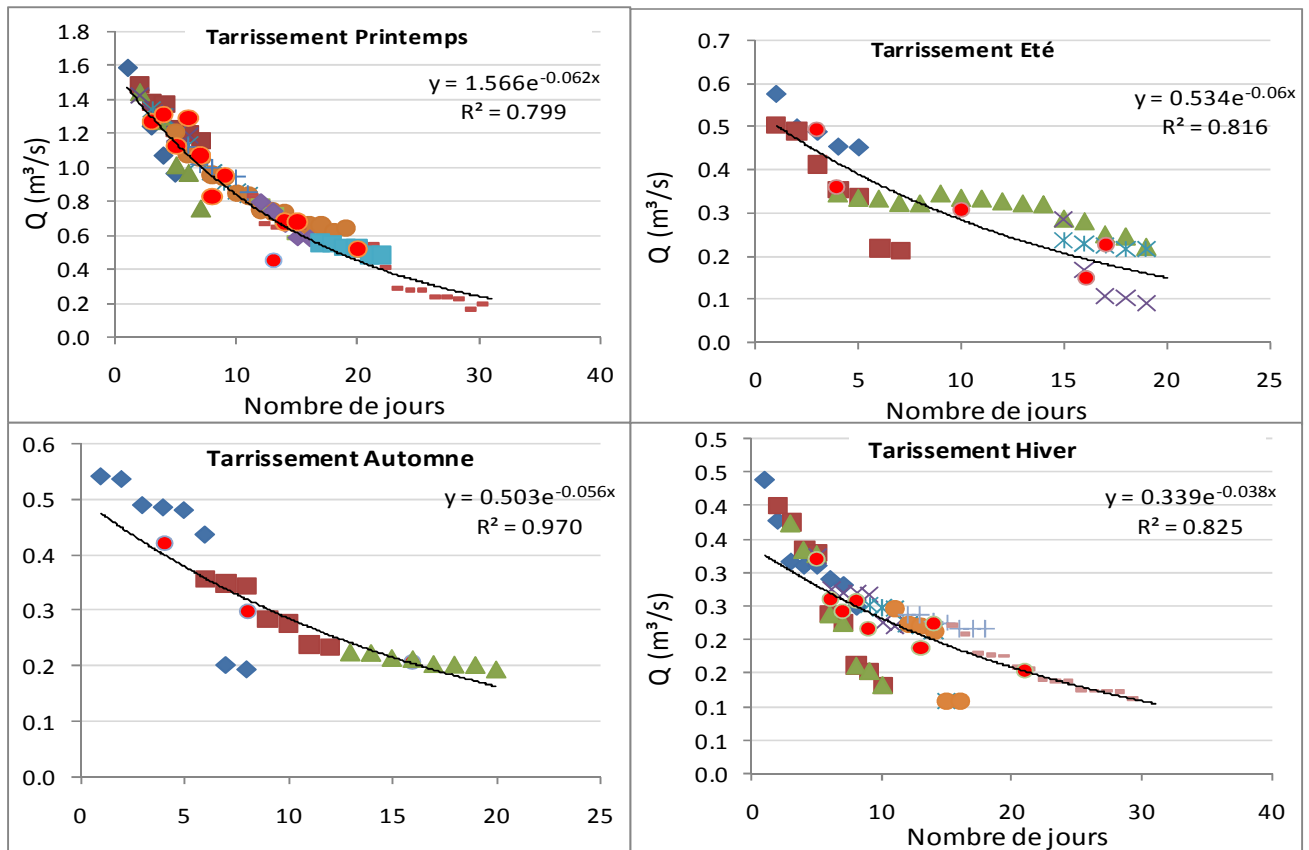 Tarrissement Printemps
y = 1.566e^-0.062x
R² = 0.799
Q (m³/s)
1.8
1.6
1.4
1.2
1.0
0.8
0.6
0.4
0.2
0.0
0 10 20 30 40
Nombre de jours
Tarrissement Eté
y = 0.534e^-0.06x
R² = 0.816
Q (m³/s)
0.7
0.6
0.5
0.4
0.3
0.2
0.1
0.0
0 5 10 15 20 25
Nombre de jours
Tarrissement Automne
y = 0.503e^-0.056x
R² = 0.970
0.6
0.5
0.4
0.3
0.2
0.1
0.0
0 5 10 15 20 25
Tarissement Hiver
y = 0.339e^-0.038x
R² = 0.825
Q (m³/s)
0.5
0.5
0.4
0.4
0.3
0.3
0.2
0.2
0.1
0.1
0.0
0 10 20 30 40
Nombre de jours